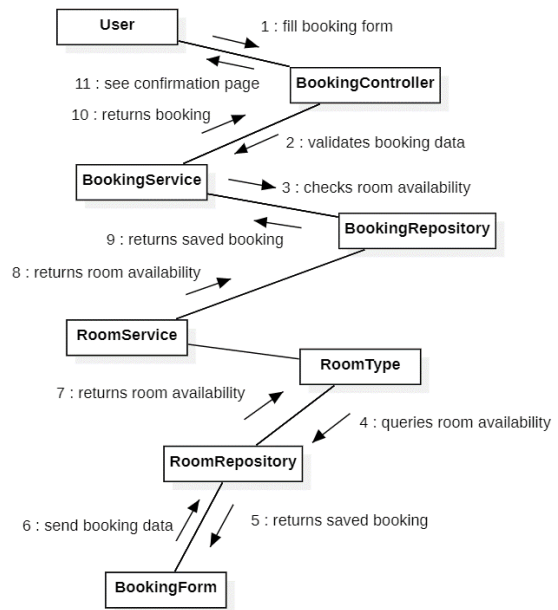 User
1 : fill booking form
11 : see confirmation page
BookingController
10 : returns booking
2 : validates booking data
BookingService
3 : checks room availability
9 : returns saved booking
BookingRepository
8 : returns room availability
RoomService
RoomType
7 : returns room availability
4 : queries room availability
RoomRepository
6 : send booking data
5 : returns saved booking
BookingForm